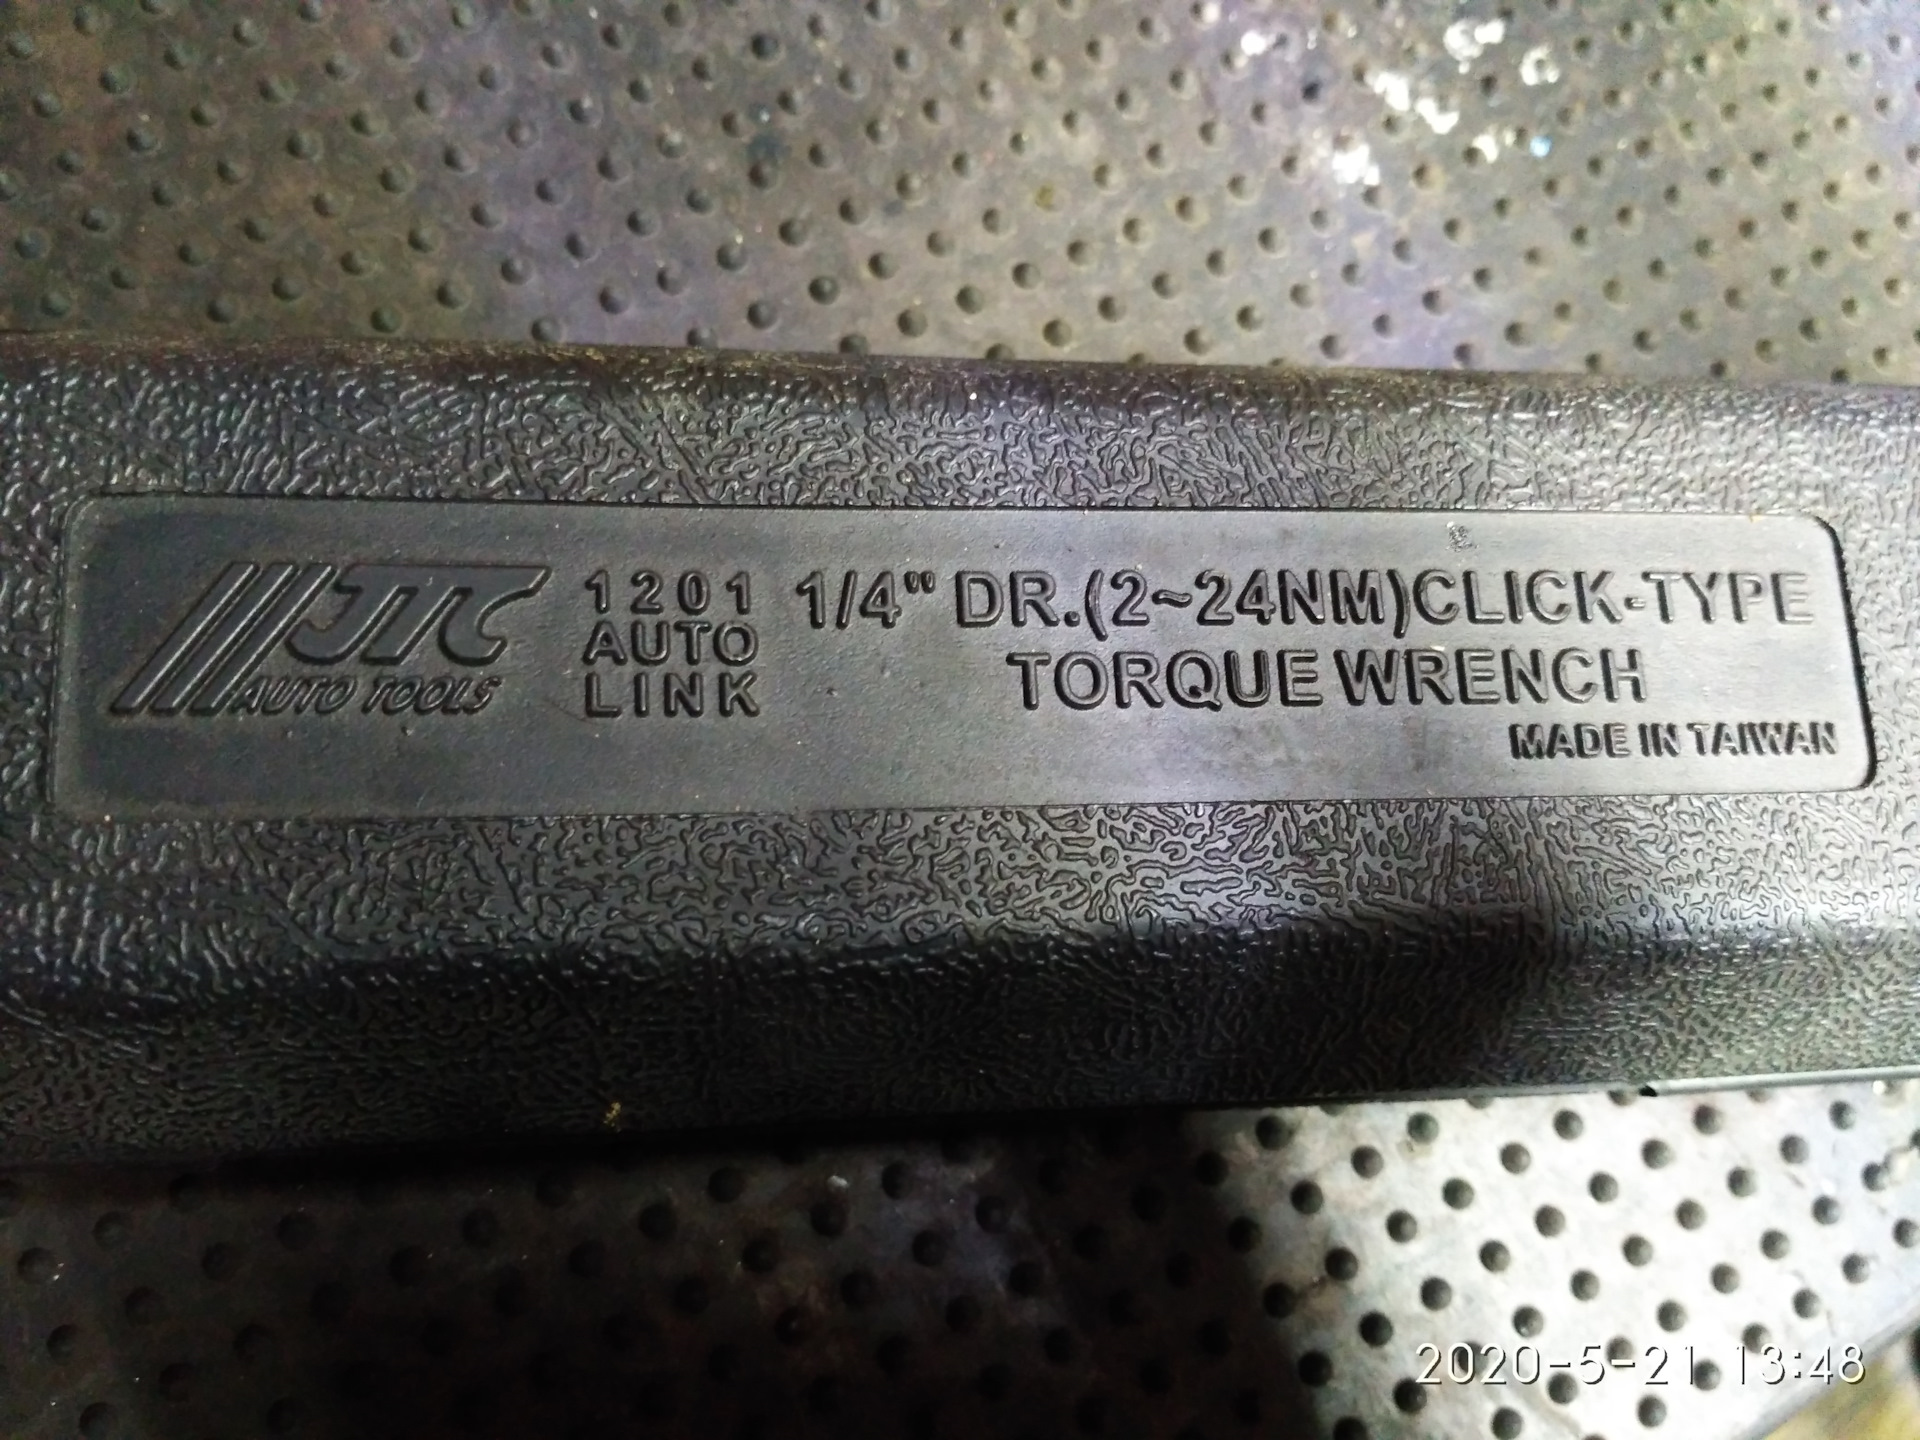 JTC
AUTO TOOLS
1201
AUTO
LINK
1/4" DR.(2~24NM)CLICK-TYPE
TORQUE WRENCH
MADE IN TAIWAN
2020-5-21 13:48